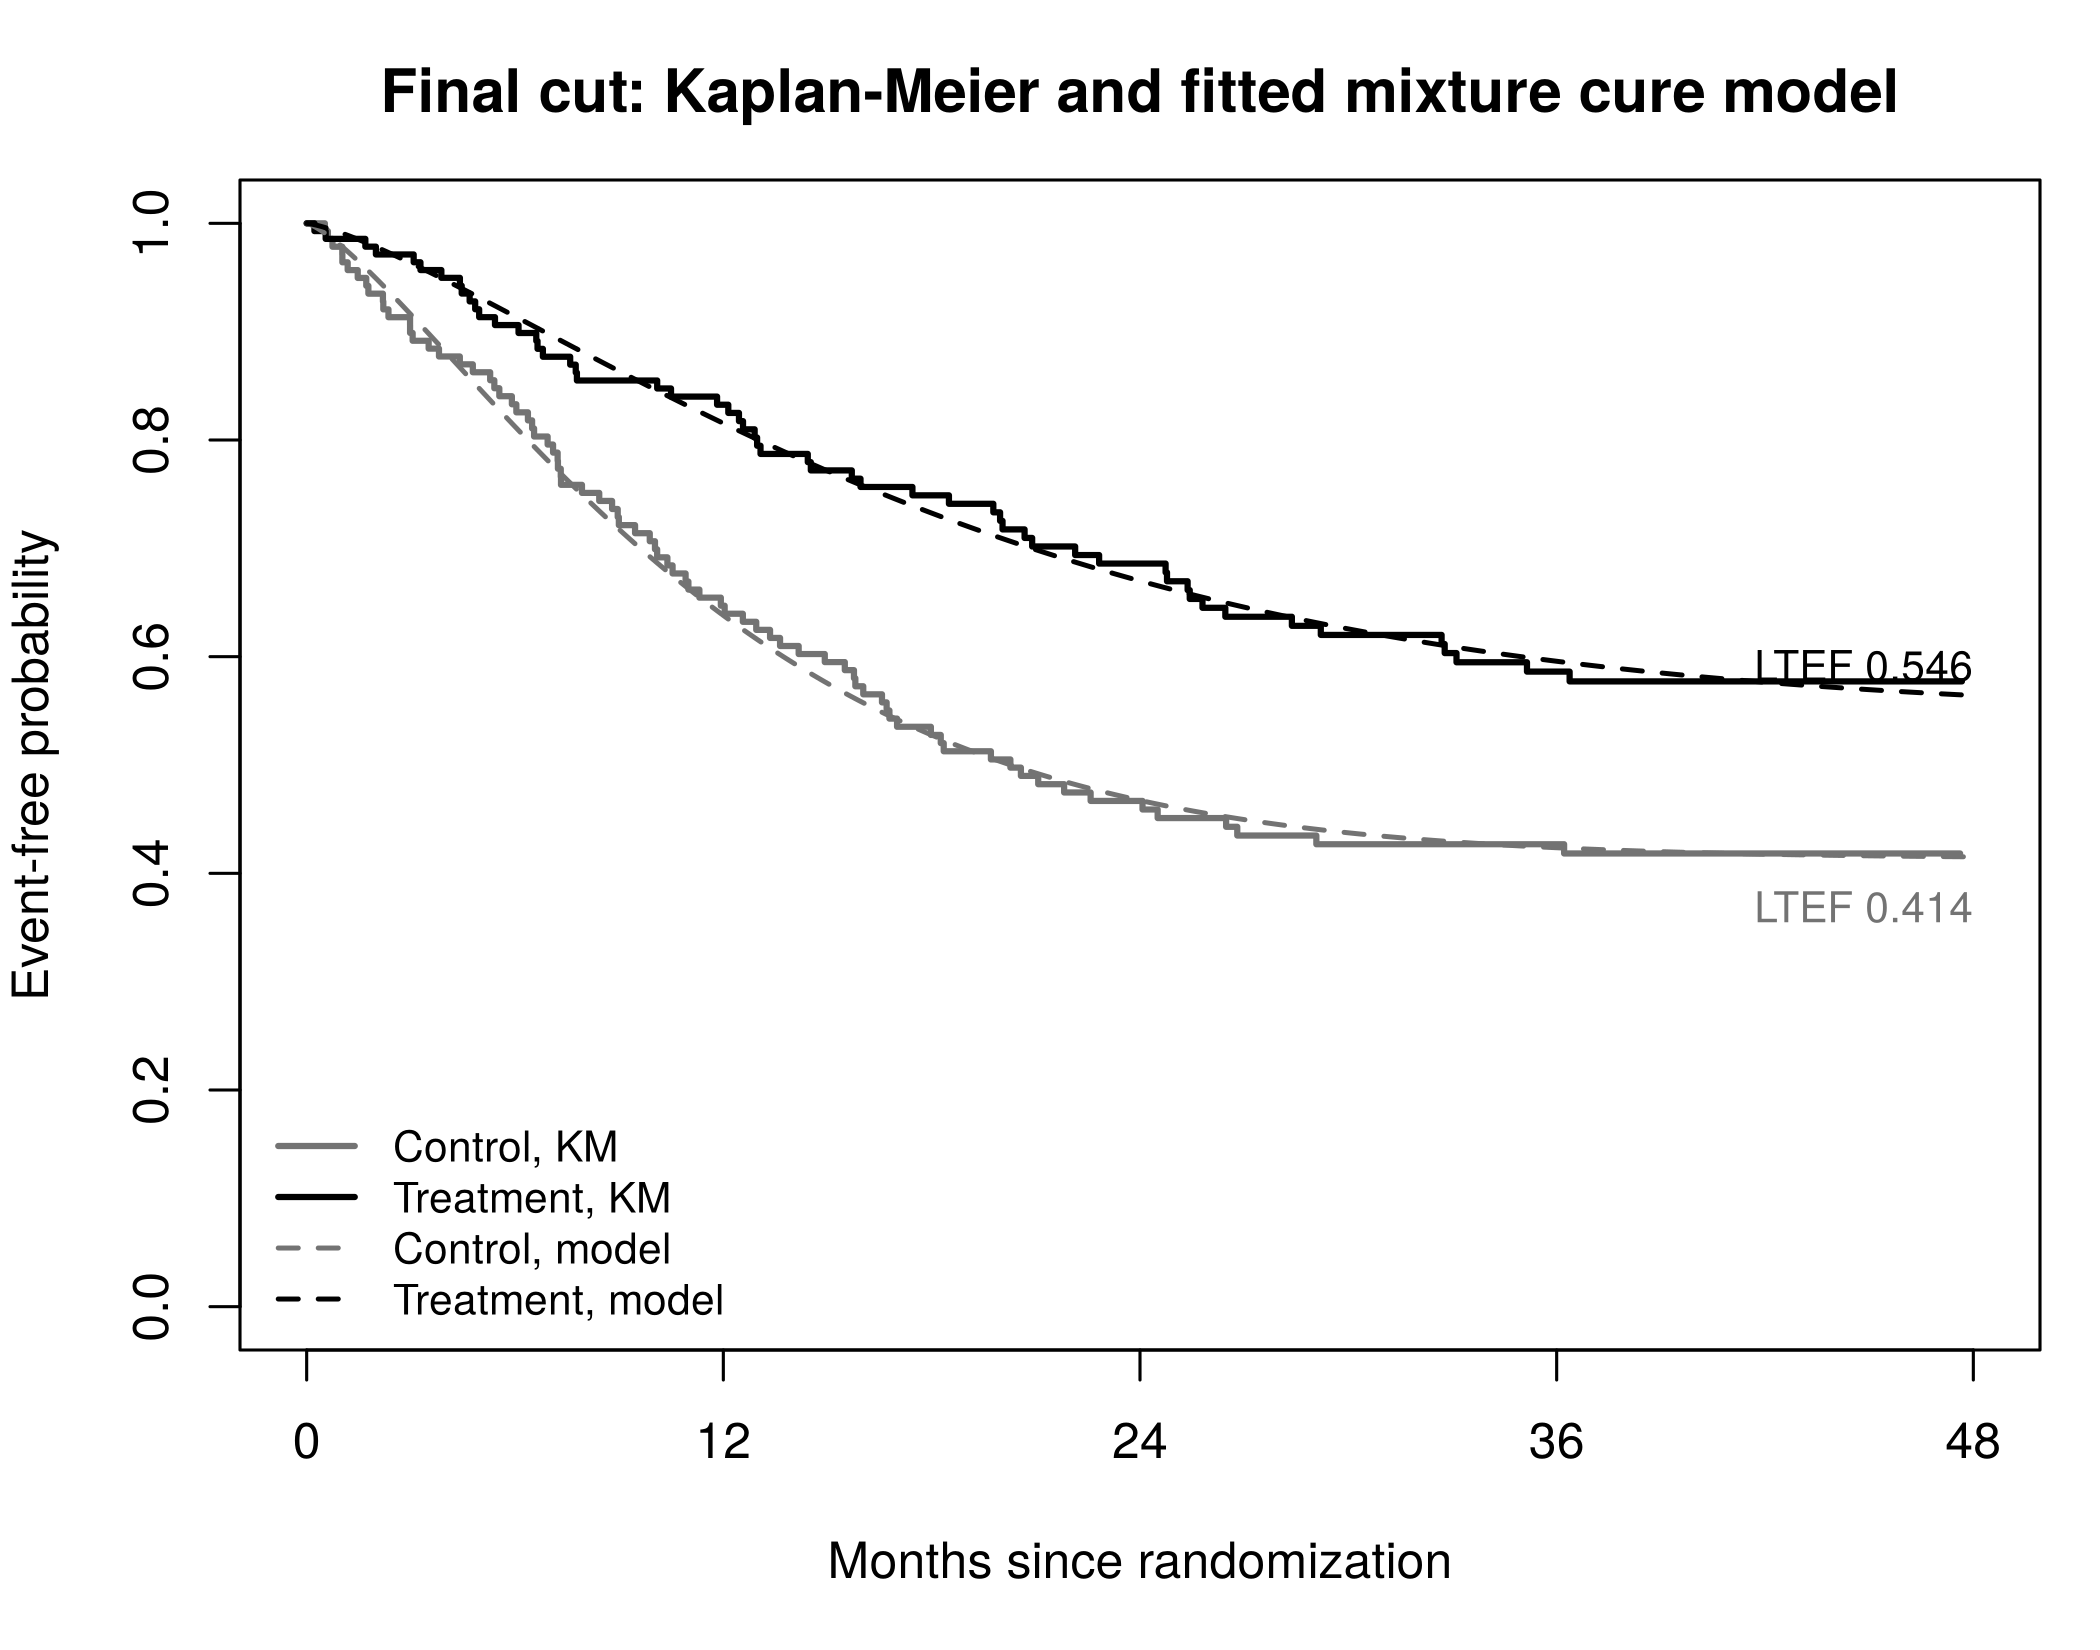 Final cut: Kaplan-Meier and fitted mixture cure model
Event-free probability
1.0
0.8
0.6
0.4
0.2
0.0
LTEF 0.546
LTEF 0.414
Control, KM
Treatment, KM
Control, model
Treatment, model
0 12 24 36 48
Months since randomization